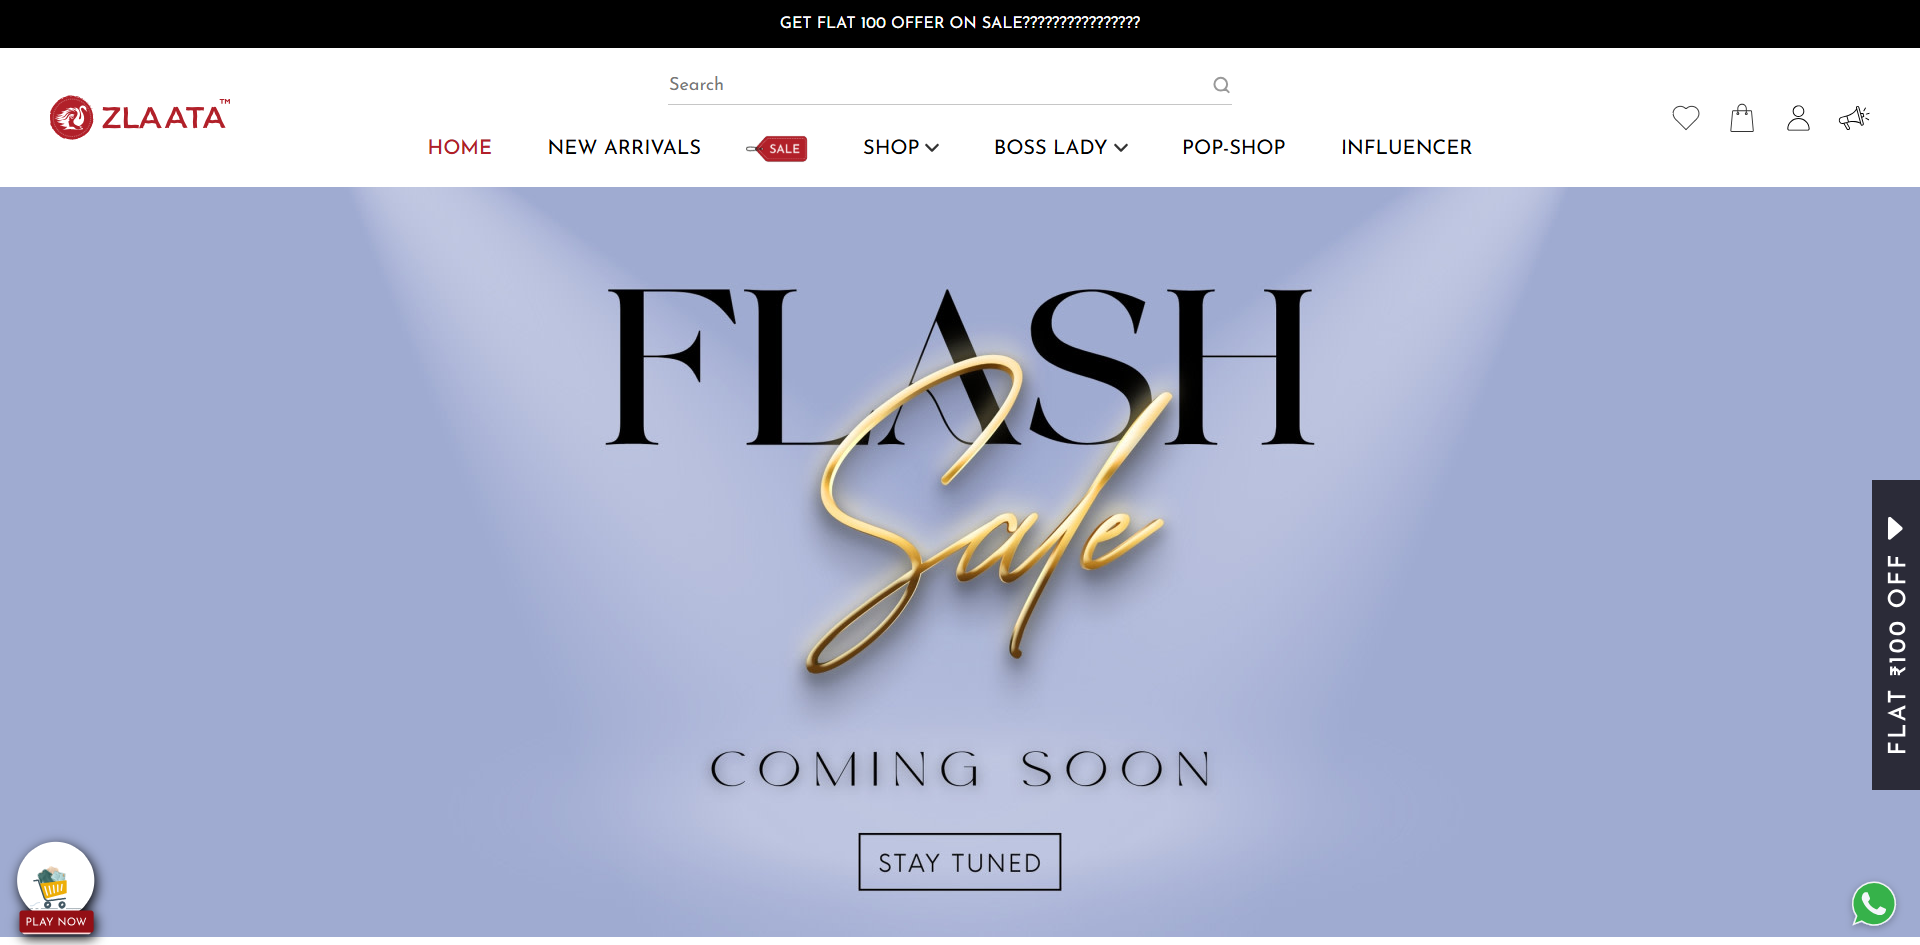 GET FLAT 100 OFFER ON SALE????????????????
Search
ZLAATA™
HOME NEW ARRIVALS SALE SHOP BOSS LADY POP-SHOP INFLUENCER
FLASH
Sale
COMING SOON
STAY TUNED
FLAT ₹100 OFF
PLAY NOW